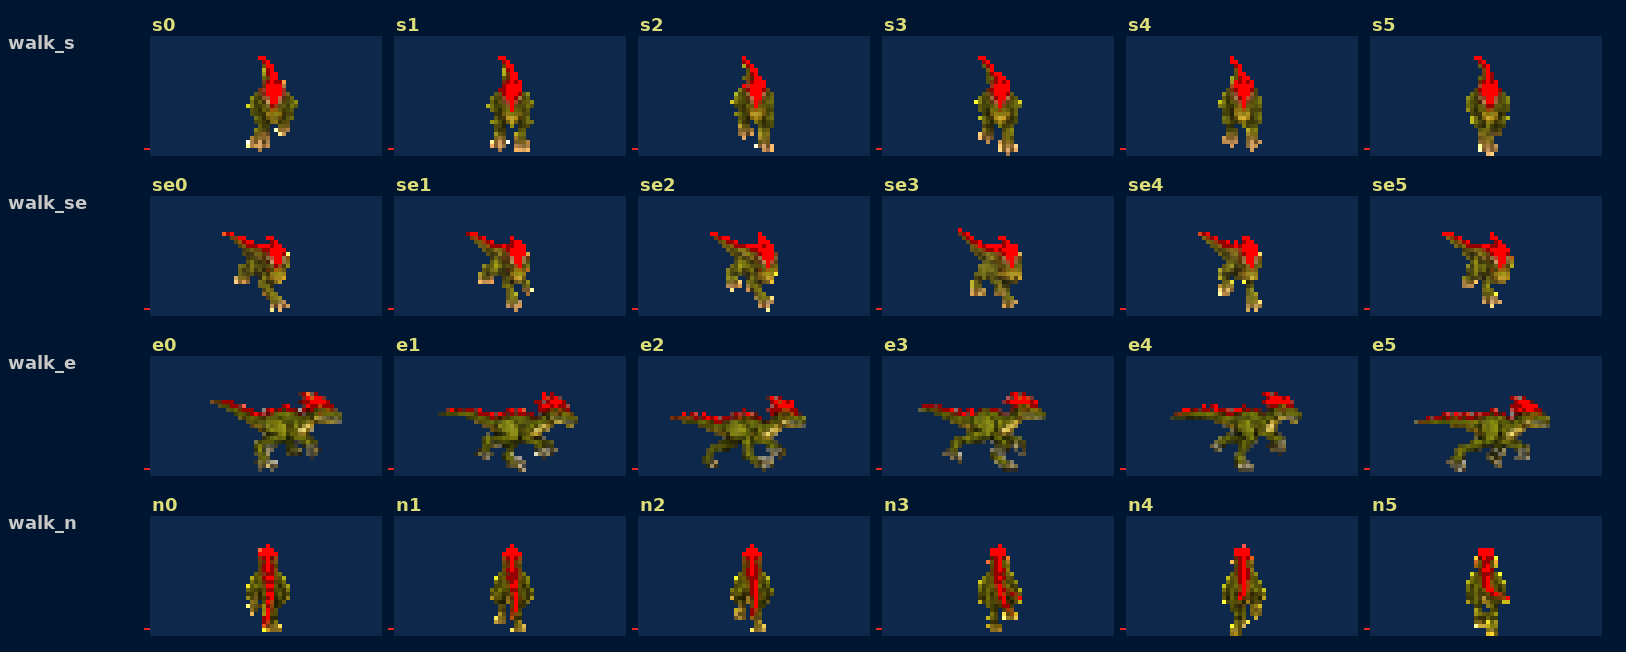 s0 s1 s2 s3 s4 s5
walk_s
se0 se1 se2 se3 se4 se5
walk_se
e0 e1 e2 e3 e4 e5
walk_e
n0 n1 n2 n3 n4 n5
walk_n